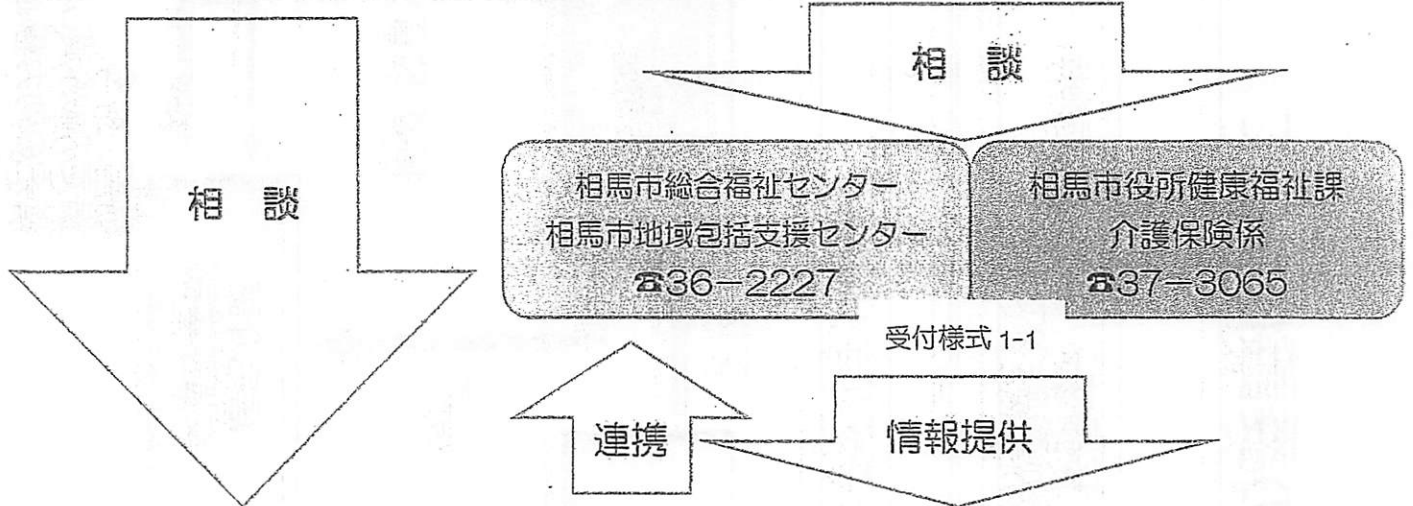 相 談
相 談
相馬市総合福祉センター
相馬市地域包括支援センター
☎36−2227
相馬市役所健康福祉課
介護保険係
☎37−3065
受付様式 1-1
連携
情報提供